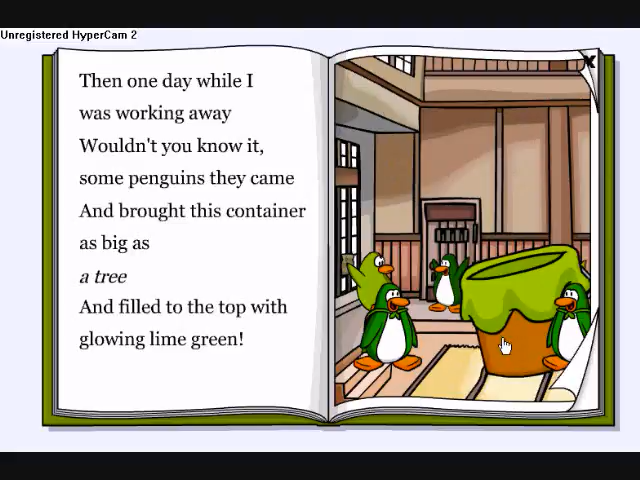 Unregistered HyperCam 2
Then one day while I
was working away
Wouldn't you know it,
some penguins they came
And brought this container
as big as
a tree
And filled to the top with
glowing lime green!
X